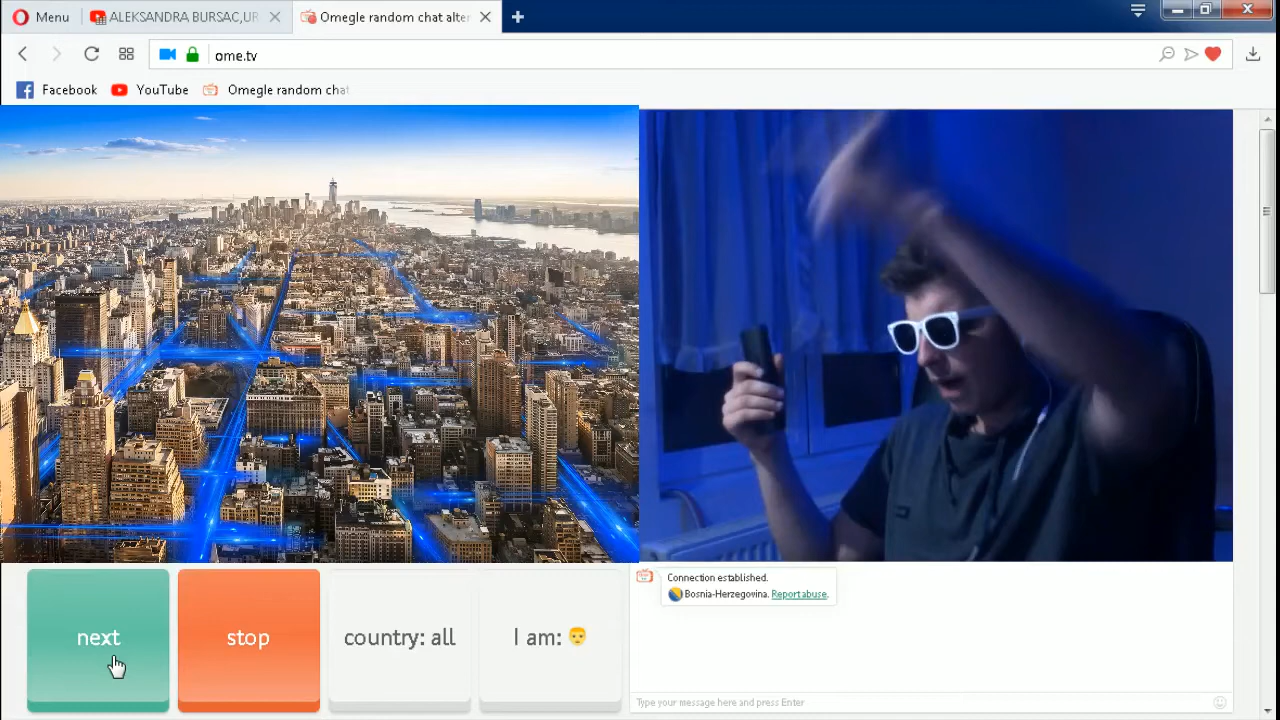 Menu
ALEKSANDRA BURSAC,UR
Omegle random chat alter
ome.tv
Facebook
YouTube
Omegle random chat
Connection established.
Bosnia-Herzegovina. Report abuse.
next
stop
country: all
I am:
Type your message here and press Enter